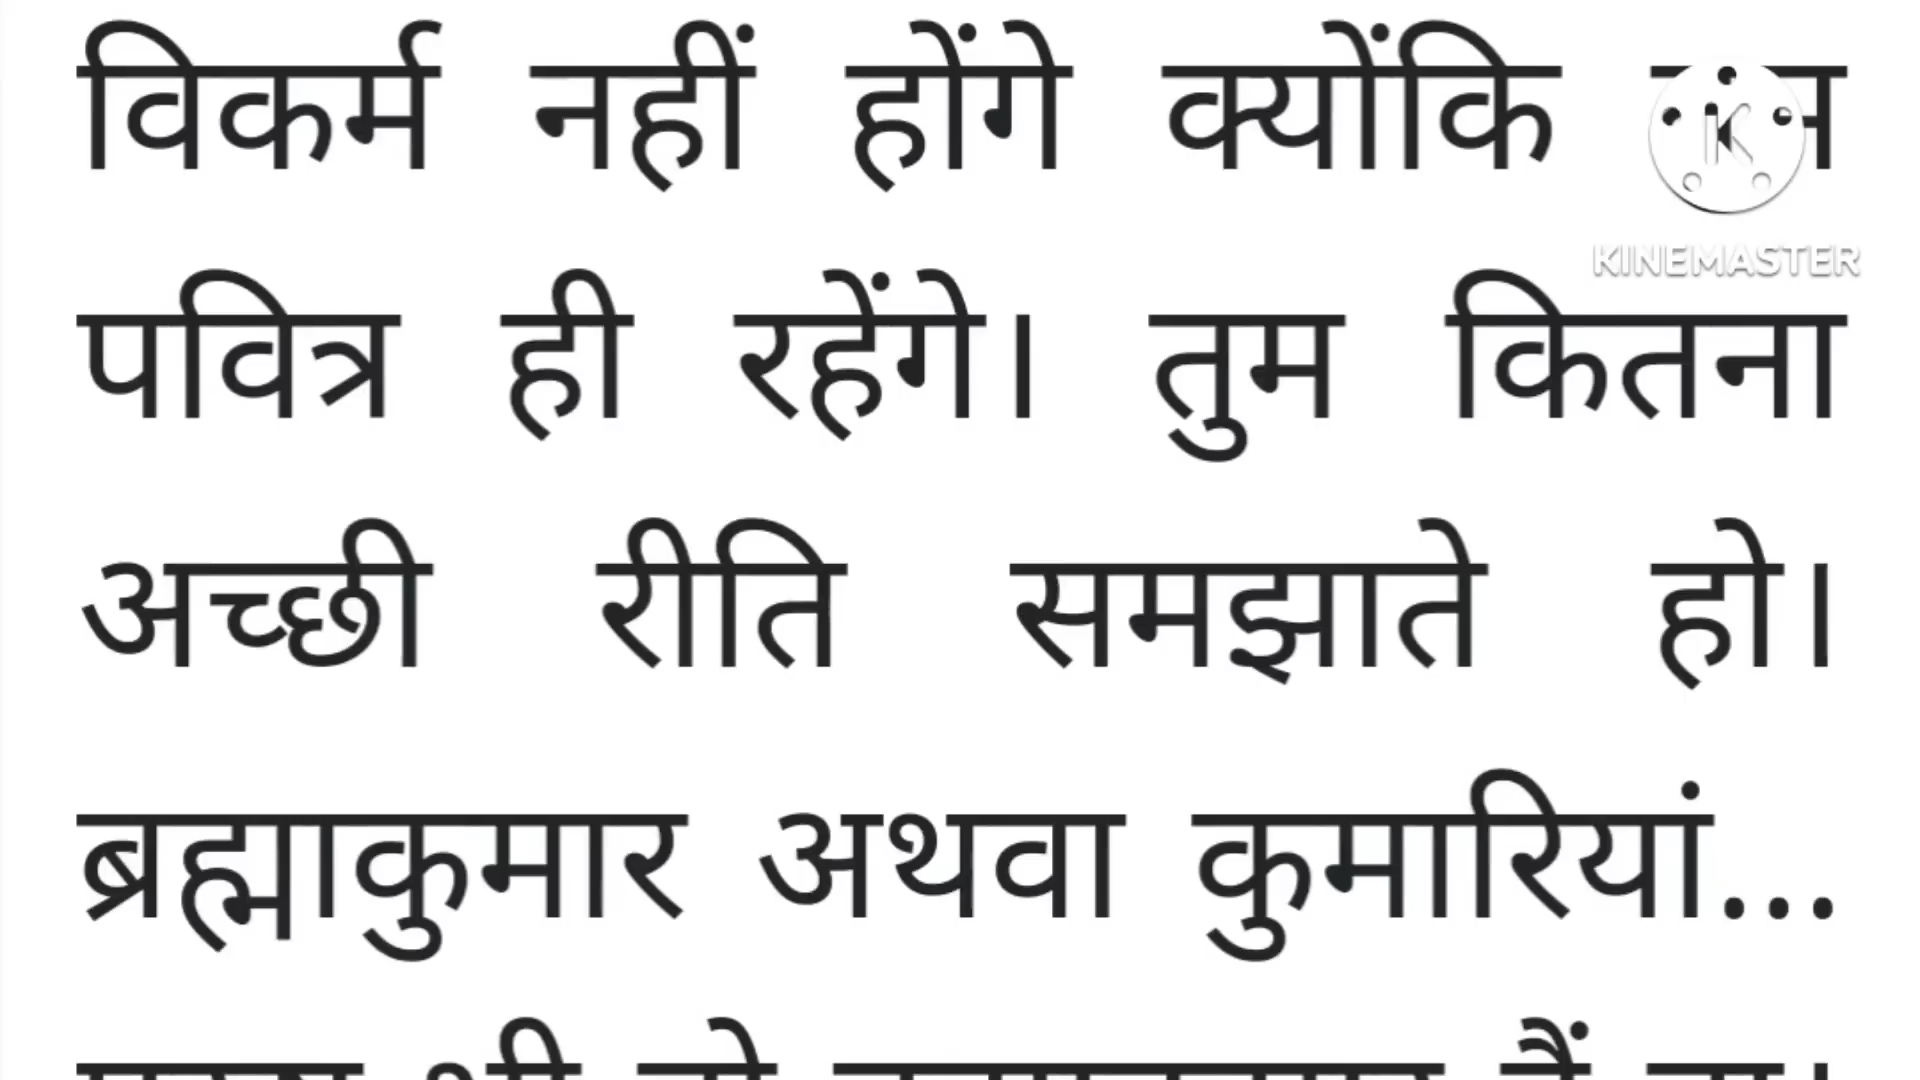 विकर्म नहीं होंगे क्योंकि
KINEMASTER
पवित्र ही रहेंगे। तुम कितना
अच्छी रीति समझाते हो।
ब्रह्माकुमार अथवा कुमारियां...